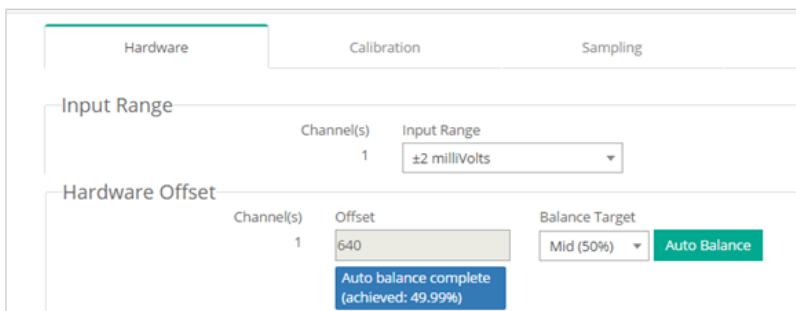 Hardware Calibration Sampling
Input Range
Channel(s) Input Range
1 ±2 milliVolts
Hardware Offset
Channel(s) Offset Balance Target
1 640 Mid (50%) Auto Balance
Auto balance complete
(achieved: 49.99%)